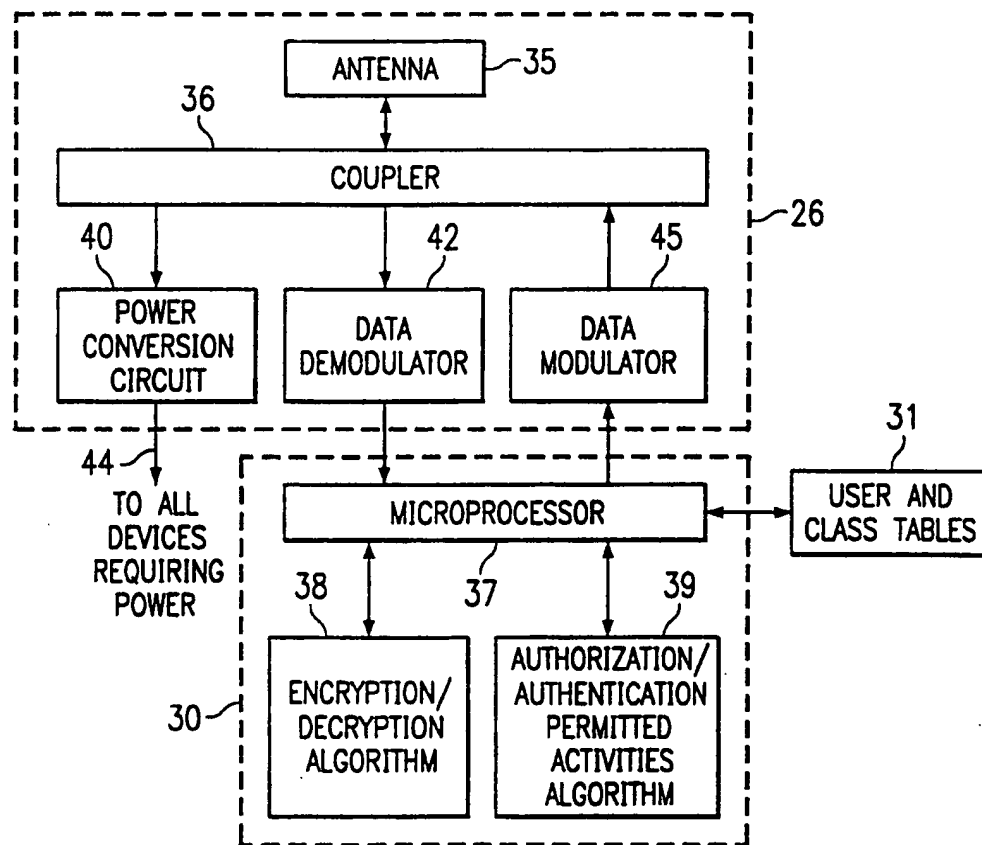 ANTENNA
35
36
COUPLER
26
40
42
45
POWER
CONVERSION
CIRCUIT
DATA
DEMODULATOR
DATA
MODULATOR
44
TO ALL
DEVICES
REQUIRING
POWER
31
MICROPROCESSOR
USER AND
CLASS TABLES
38
37
39
30
ENCRYPTION/
DECRYPTION
ALGORITHM
AUTHORIZATION/
AUTHENTICATION
PERMITTED
ACTIVITIES
ALGORITHM